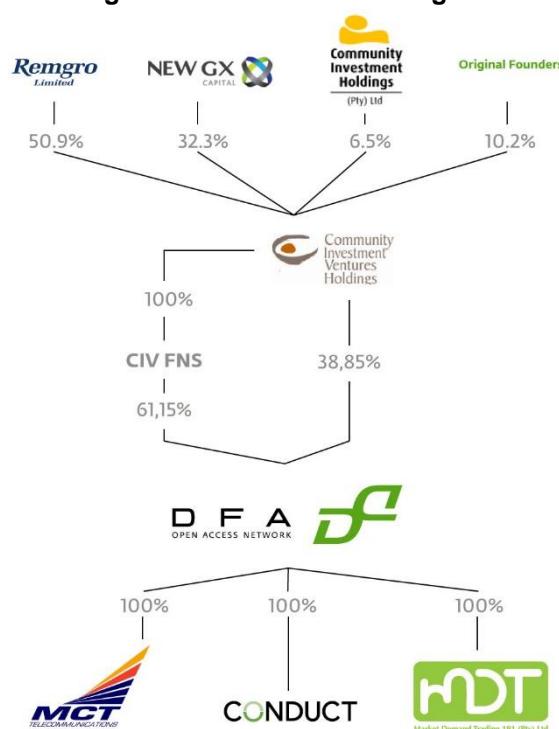 Remgro
Limited
NEW GX
CAPITAL
Community
Investment
Holdings
(Pty) Ltd
Original Founders
50.9%
32.3%
6.5%
10.2%
Community
Investment
Ventures
Holdings
100%
CIV FNS
38,85%
61,15%
DFA
OPEN ACCESS NETWORK
100%
100%
100%
MCT
TELECOMMUNICATIONS
CONDUCT
MDT